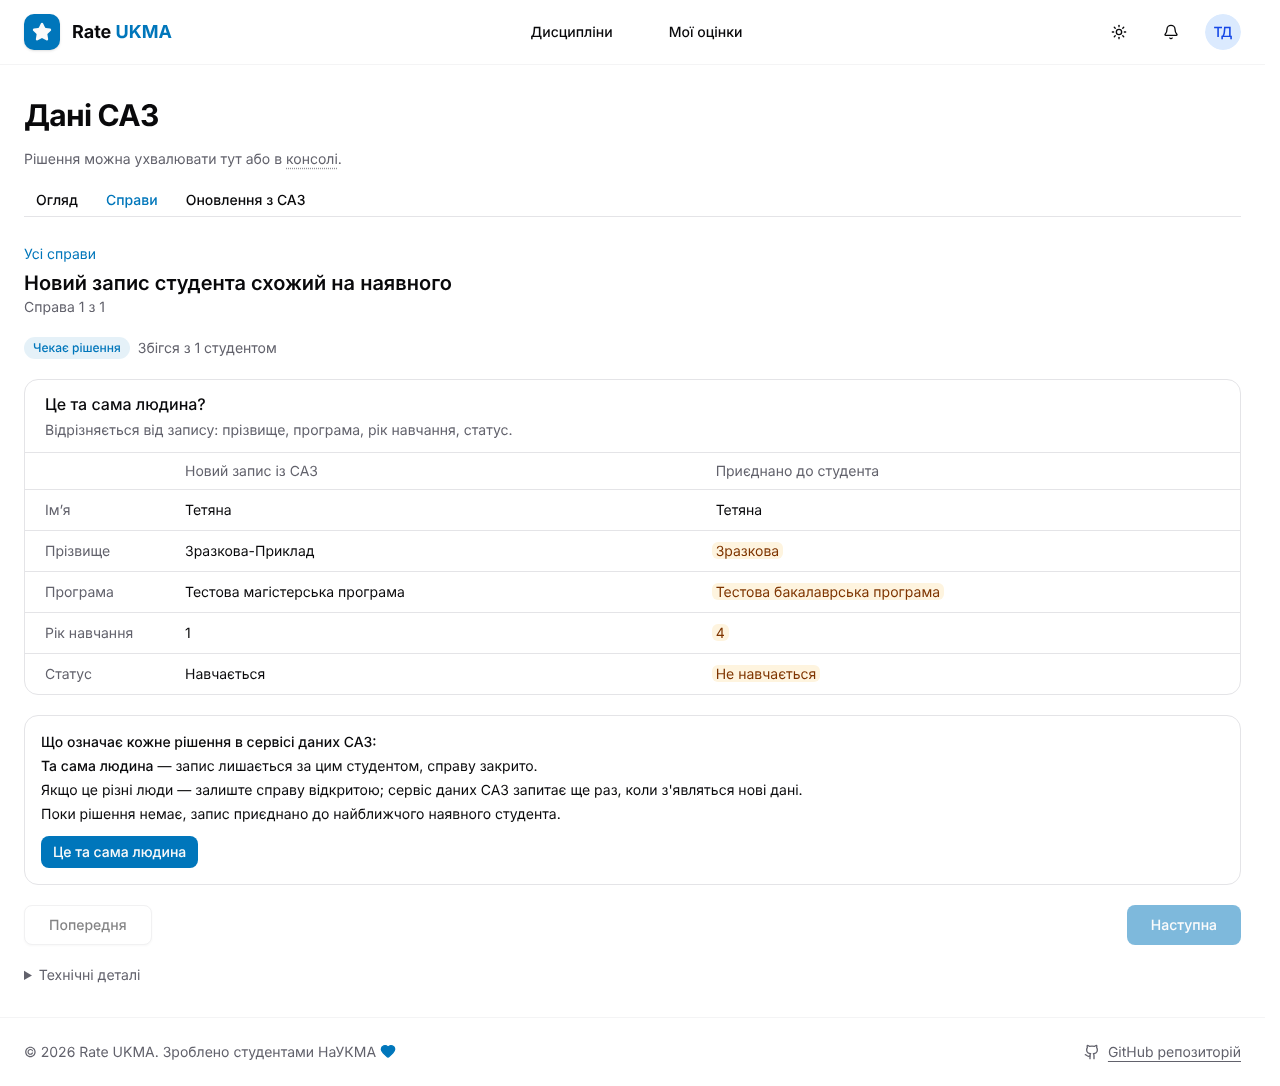 Rate UKMA
Дисципліни
Мої оцінки
ТД
Дані САЗ
Рішення можна ухвалювати тут або в консолі.
Огляд
Справи
Оновлення з САЗ
Усі справи
Новий запис студента схожий на наявного
Справа 1 з 1
Чекає рішення
Збігся з 1 студентом
Це та сама людина?
Відрізняється від запису: прізвище, програма, рік навчання, статус.
Новий запис із САЗ
Приєднано до студента
Ім’я
Тетяна
Тетяна
Прізвище
Зразкова-Приклад
Зразкова
Програма
Тестова магістерська програма
Тестова бакалаврська програма
Рік навчання
1
4
Статус
Навчається
Не навчається
Що означає кожне рішення в сервісі даних САЗ:
Та сама людина — запис лишається за цим студентом, справу закрито.
Якщо це різні люди — залиште справу відкритою; сервіс даних САЗ запитає ще раз, коли з'являться нові дані.
Поки рішення немає, запис приєднано до найближчого наявного студента.
Це та сама людина
Попередня
Наступна
Технічні деталі
© 2026 Rate UKMA. Зроблено студентами НаУКМА
GitHub репозиторій